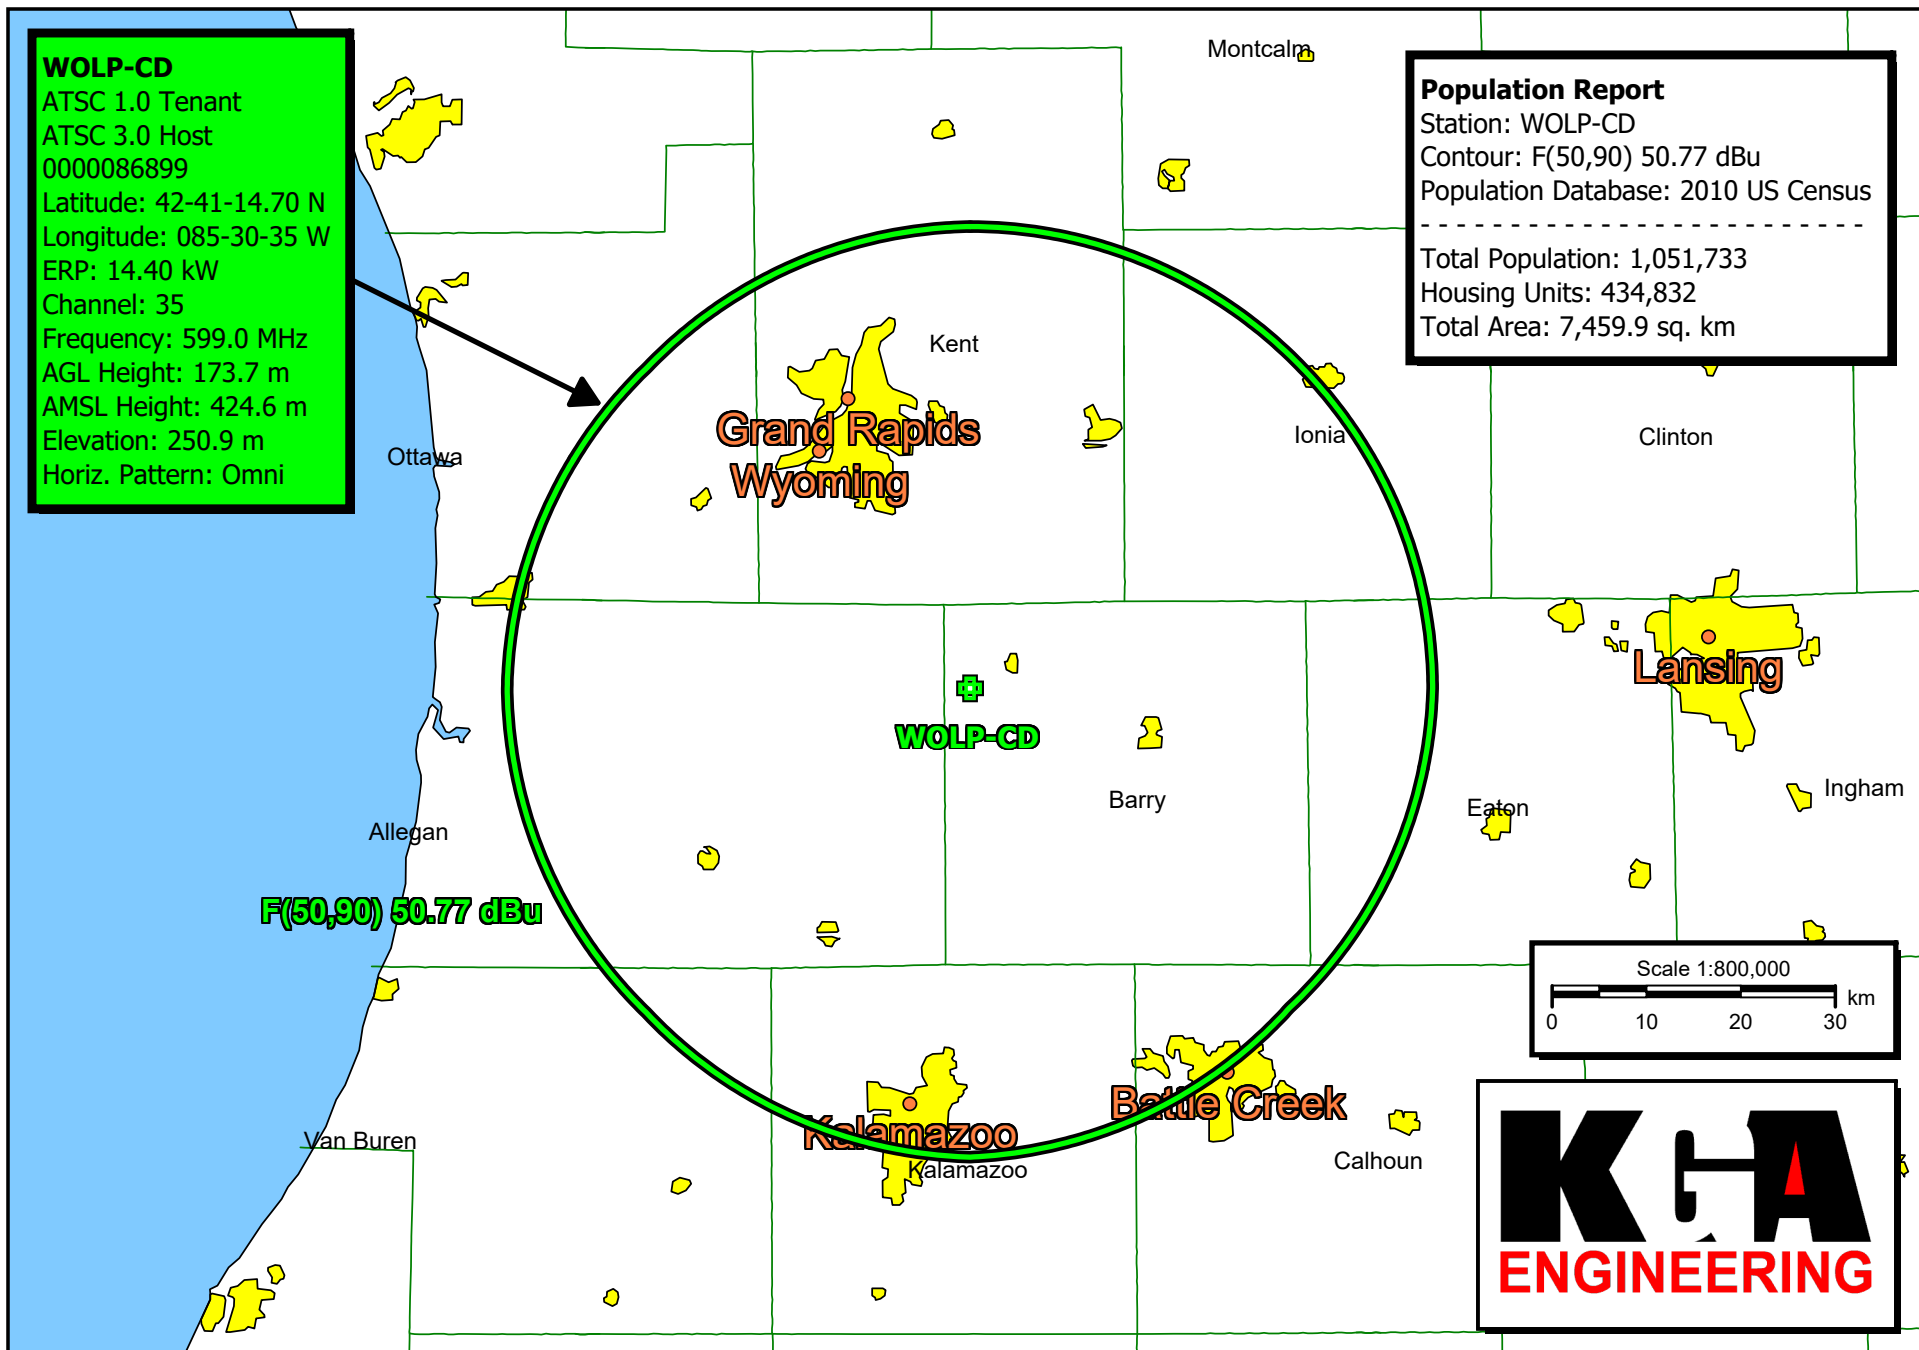 WOLP-CD
ATSC 1.0 Tenant
ATSC 3.0 Host
0000086899
Latitude: 42-41-14.70 N
Longitude: 085-30-35 W
ERP: 14.40 kW
Channel: 35
Frequency: 599.0 MHz
AGL Height: 173.7 m
AMSL Height: 424.6 m
Elevation: 250.9 m
Horiz. Pattern: Omni
Montcalm
Population Report
Station: WOLP-CD
Contour: F(50,90) 50.77 dBu
Population Database: 2010 US Census
- - - - - - - - - - - - - - - - - - - - - - - - -
Total Population: 1,051,733
Housing Units: 434,832
Total Area: 7,459.9 sq. km
Kent
Grand Rapids
Wyoming
Ottawa
Ionia
Clinton
Lansing
WOLP-CD
Barry
Eaton
Ingham
Allegan
F(50,90) 50.77 dBu
Scale 1:800,000
km
0 10 20 30
Battle Creek
Kalamazoo
Kalamazoo
Van Buren
Calhoun
KGA
ENGINEERING